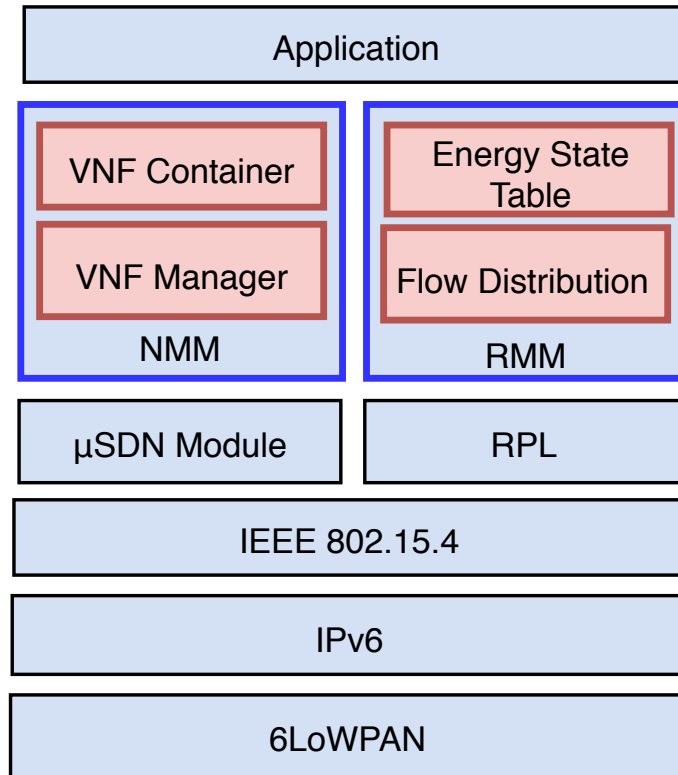 Application
VNF Container
VNF Manager
NMM
Energy State
Table
Flow Distribution
RMM
µSDN Module
RPL
IEEE 802.15.4
IPv6
6LoWPAN